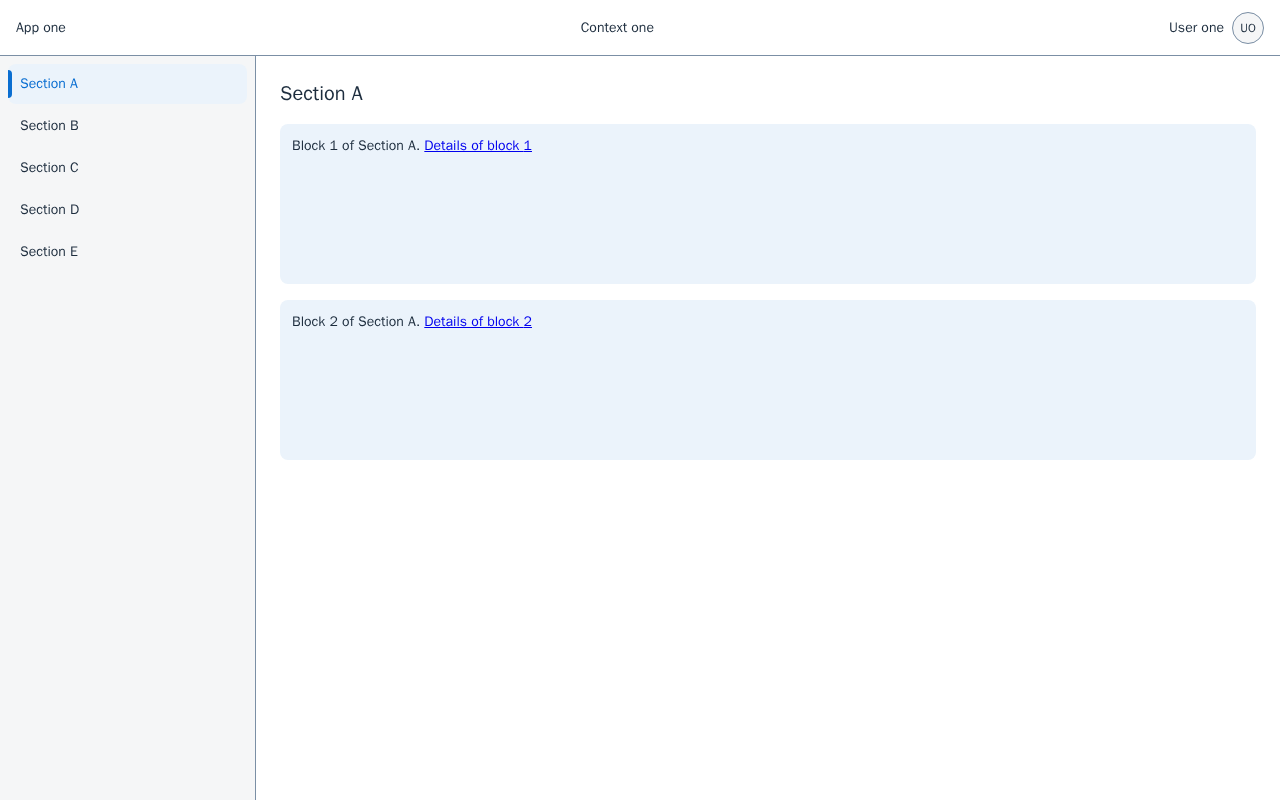 App one
Context one
User one
UO
Section A
Section B
Section C
Section D
Section E
Section A
Block 1 of Section A. Details of block 1
Block 2 of Section A. Details of block 2